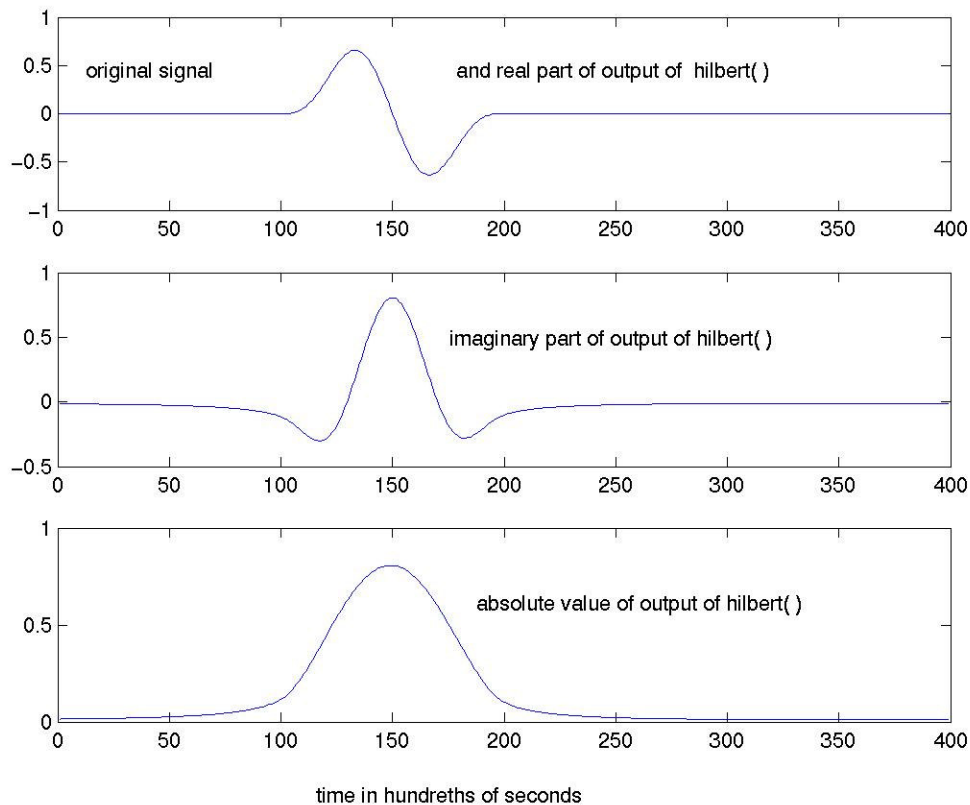 1
0.5
original signal and real part of output of hilbert( )
0
−0.5
−1
0 50 100 150 200 250 300 350 400
1
0.5
imaginary part of output of hilbert( )
0
−0.5
0 50 100 150 200 250 300 350 400
1
absolute value of output of hilbert( )
0.5
0
0 50 100 150 200 250 300 350 400
time in hundreths of seconds